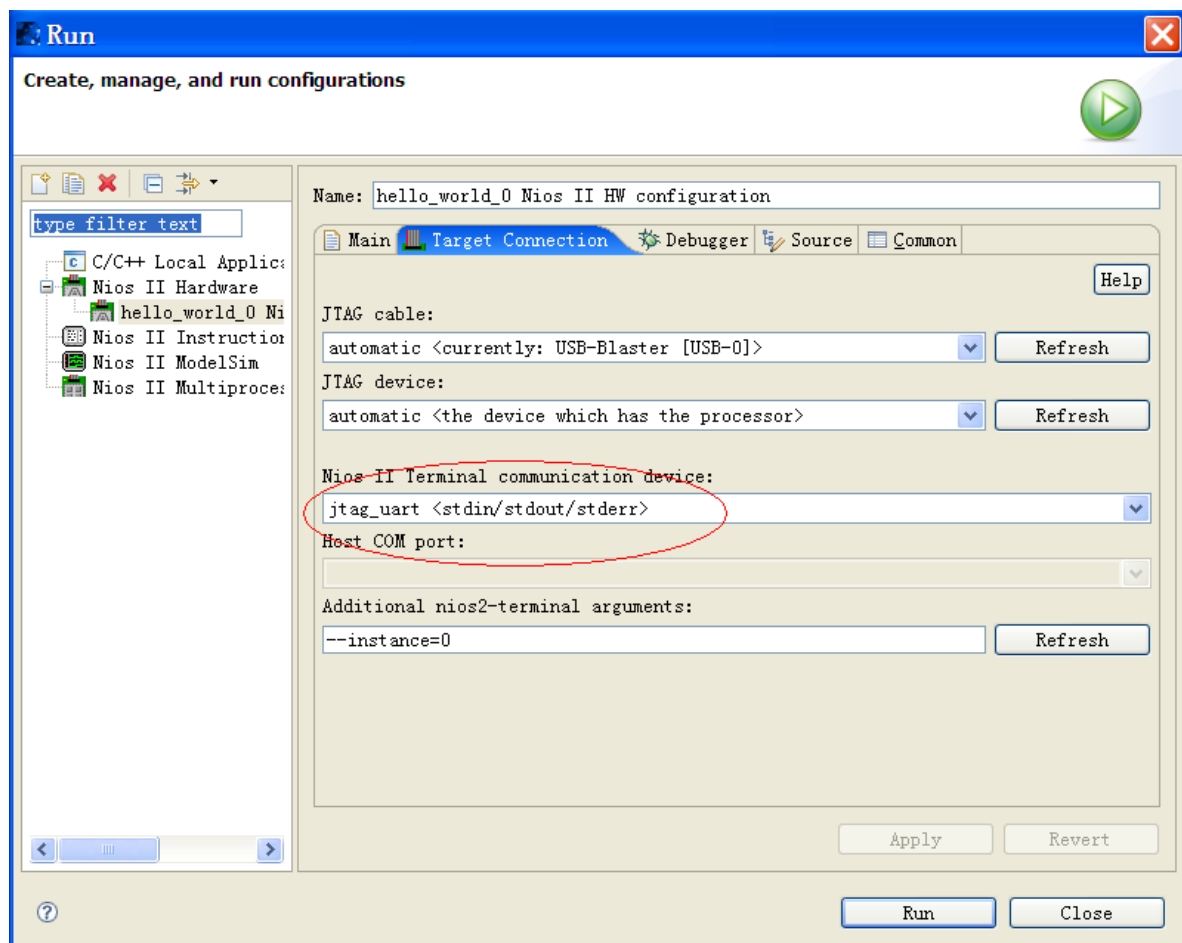 Run
Create, manage, and run configurations
type filter text
C/C++ Local Applica
Nios II Hardware
hello_world_0 Ni
Nios II Instruction
Nios II ModelSim
Nios II Multiproces
Name: hello_world_0 Nios II HW configuration
Main Target Connection Debugger Source Common
Help
JTAG cable:
automatic <currently: USB-Blaster [USB-0]> Refresh
JTAG device:
automatic <the device which has the processor> Refresh
Nios II Terminal communication device:
jtag_uart <stdin/stdout/stderr>
Host COM port:
Additional nios2-terminal arguments:
--instance=0 Refresh
Apply Revert
Run Close